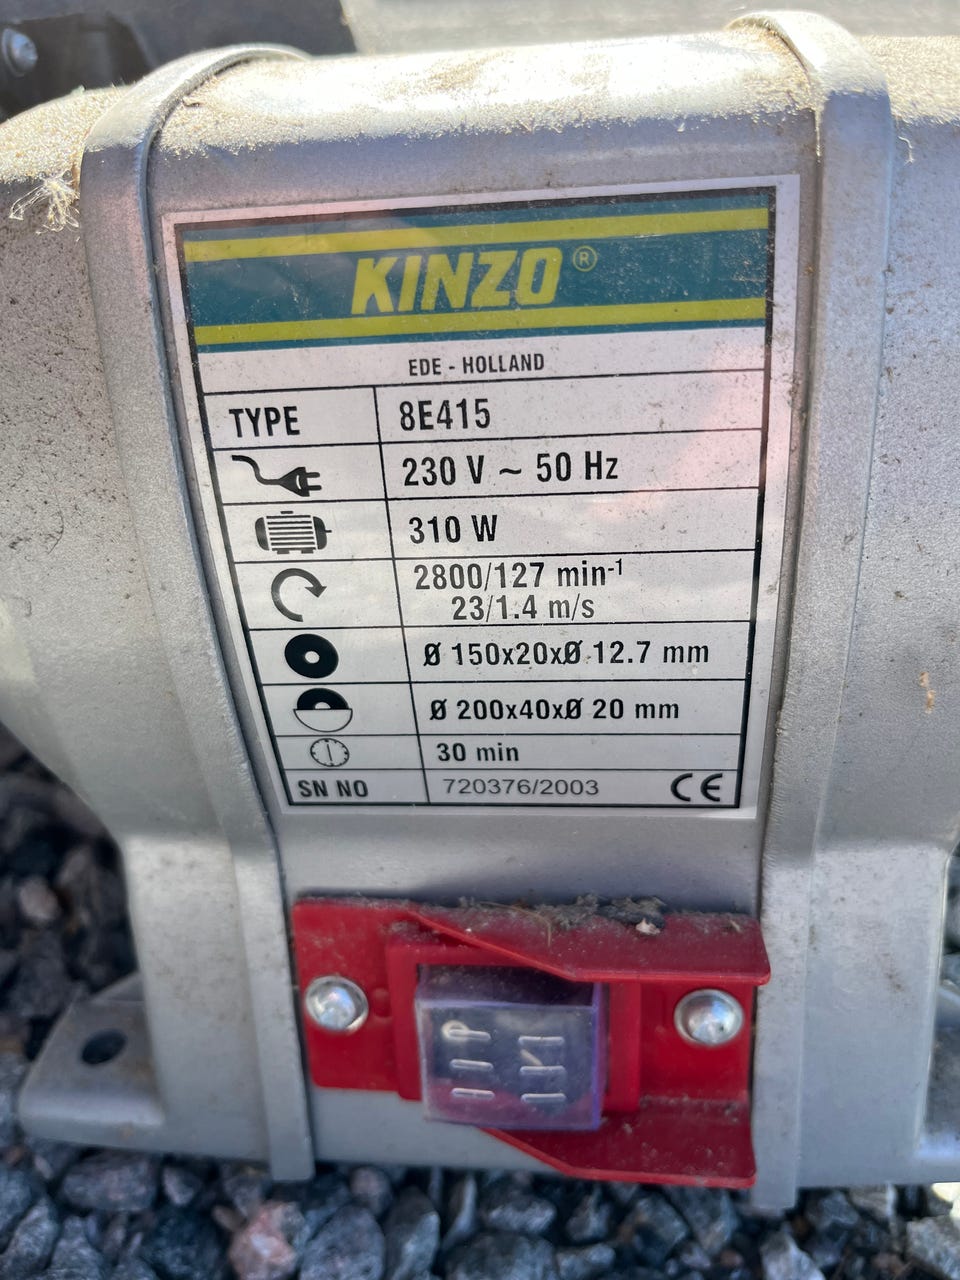 KINZO ®
EDE - HOLLAND
TYPE 8E415
230 V ~ 50 Hz
310 W
2800/127 min-1
23/1.4 m/s
Ø 150x20xØ 12.7 mm
Ø 200x40xØ 20 mm
30 min
SN NO 720376/2003 CE